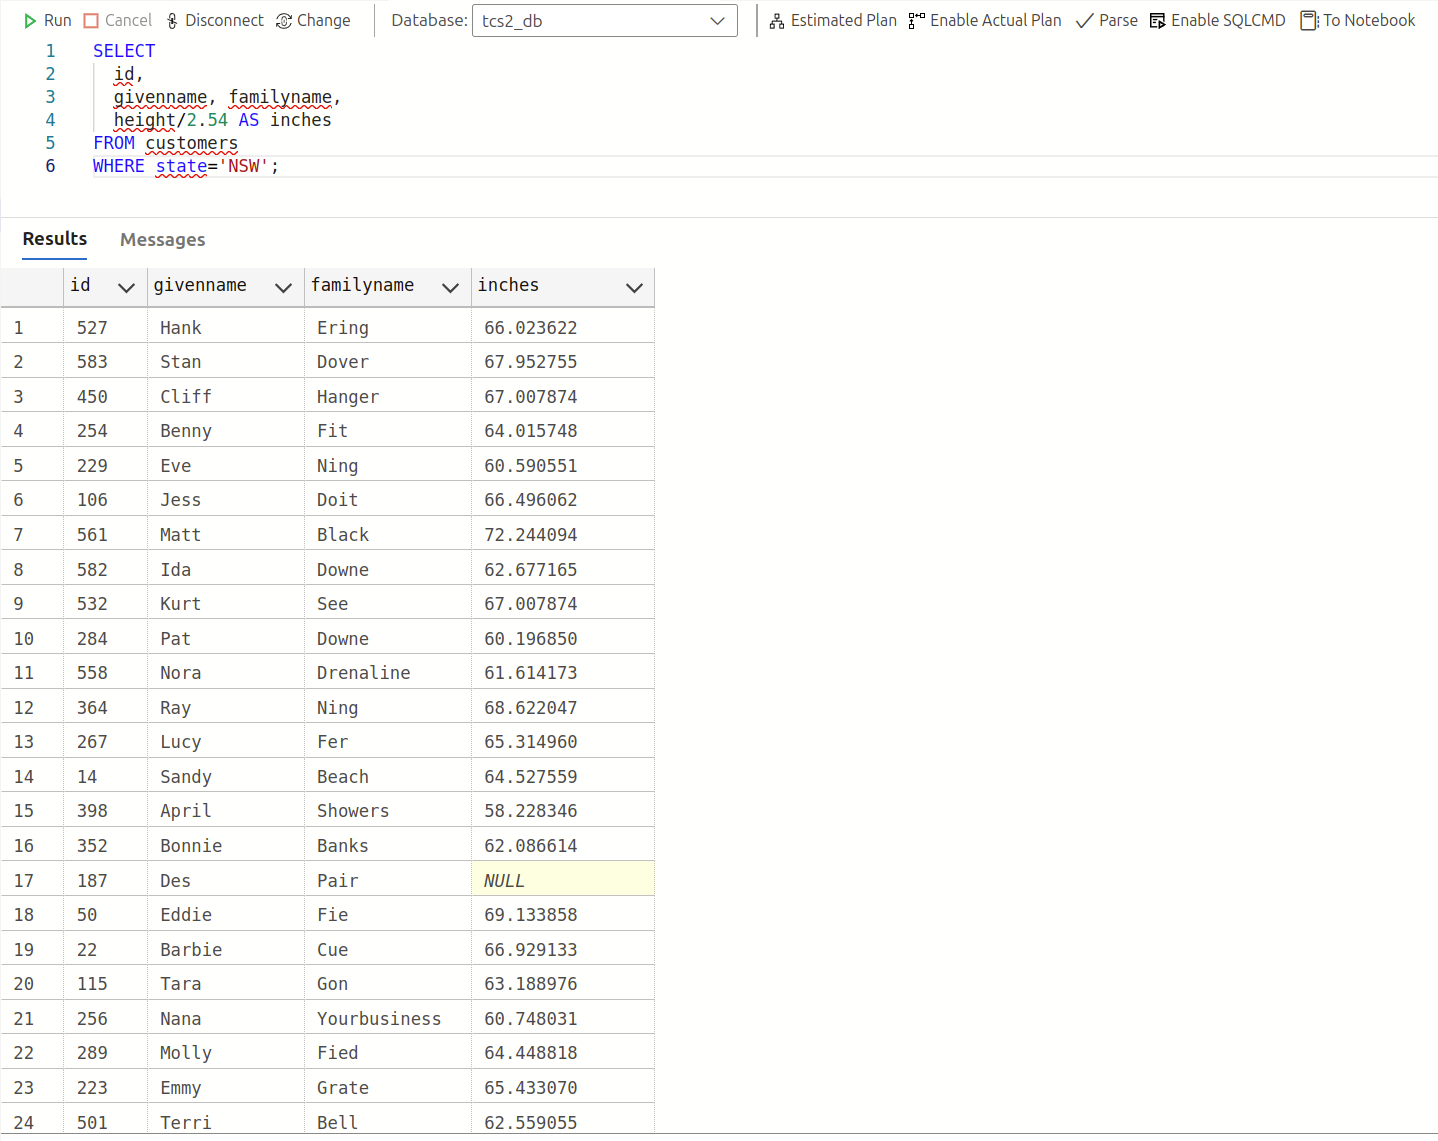 Run Cancel Disconnect Change Database: tcs2_db Estimated Plan Enable Actual Plan Parse Enable SQLCMD To Notebook
1 SELECT
2 id,
3 givenname, familyname,
4 height/2.54 AS inches
5 FROM customers
6 WHERE state='NSW';
Results Messages
id givenname familyname inches
1 527 Hank Ering 66.023622
2 583 Stan Dover 67.952755
3 450 Cliff Hanger 67.007874
4 254 Benny Fit 64.015748
5 229 Eve Ning 60.590551
6 106 Jess Doit 66.496062
7 561 Matt Black 72.244094
8 582 Ida Downe 62.677165
9 532 Kurt See 67.007874
10 284 Pat Downe 60.196850
11 558 Nora Drenaline 61.614173
12 364 Ray Ning 68.622047
13 267 Lucy Fer 65.314960
14 14 Sandy Beach 64.527559
15 398 April Showers 58.228346
16 352 Bonnie Banks 62.086614
17 187 Des Pair NULL
18 50 Eddie Fie 69.133858
19 22 Barbie Cue 66.929133
20 115 Tara Gon 63.188976
21 256 Nana Yourbusiness 60.748031
22 289 Molly Fied 64.448818
23 223 Emmy Grate 65.433070
24 501 Terri Bell 62.559055